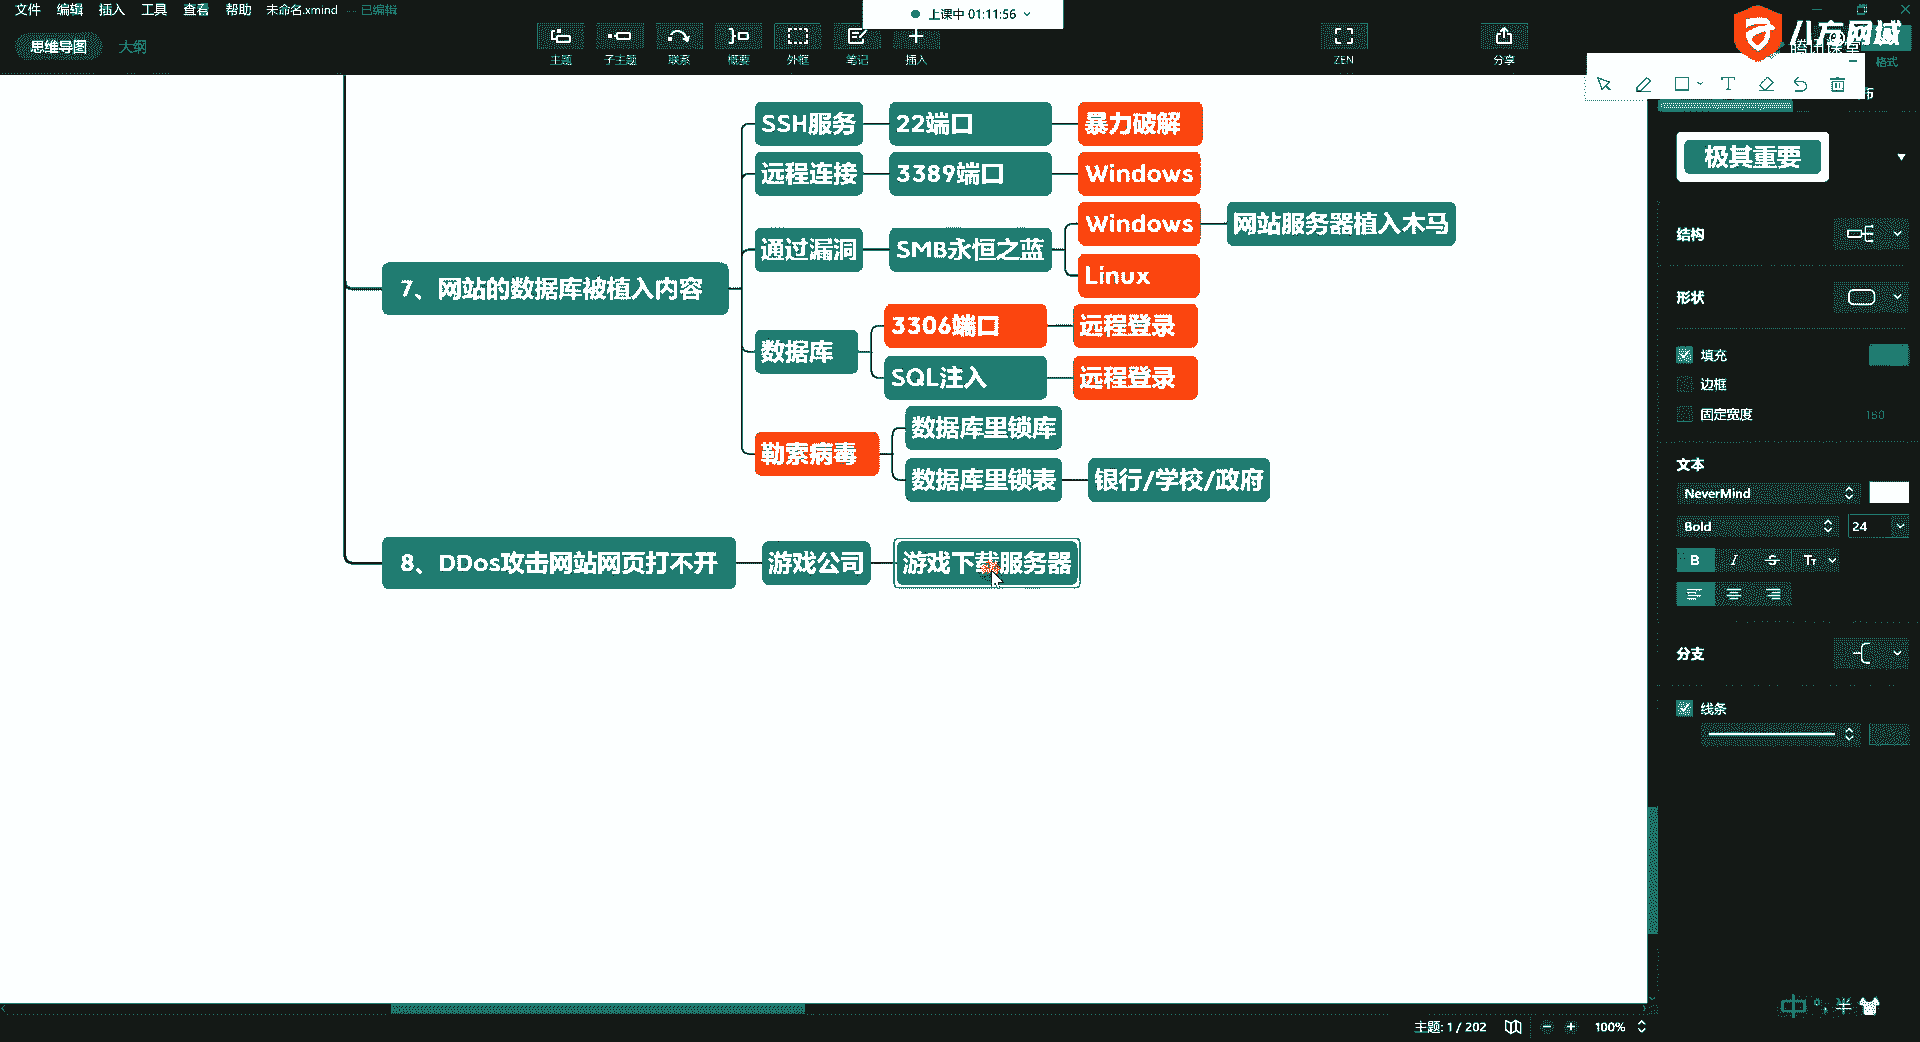 文件 编辑 插入 工具 查看 帮助 未命名.xmind 已编辑
上课中 01:11:56
八方网域
腾讯课堂
思维导图 大纲
主题 子主题 联系 概要 外框 笔记 插入 ZEN 分享 格式
极其重要
SSH服务 22端口 暴力破解
远程连接 3389端口 Windows
通过漏洞 SMB永恒之蓝 Windows 网站服务器植入木马
Linux
7、网站的数据库被植入内容
数据库 3306端口 远程登录
SQL注入 远程登录
勒索病毒 数据库里锁库
数据库里锁表 银行/学校/政府
8、DDos攻击网站网页打不开 游戏公司 游戏下载服务器
结构
形状
填充
边框
固定宽度 160
文本
NeverMind
Bold 24
B I S Tт
分支
线条
中
主题: 1 / 202 100%